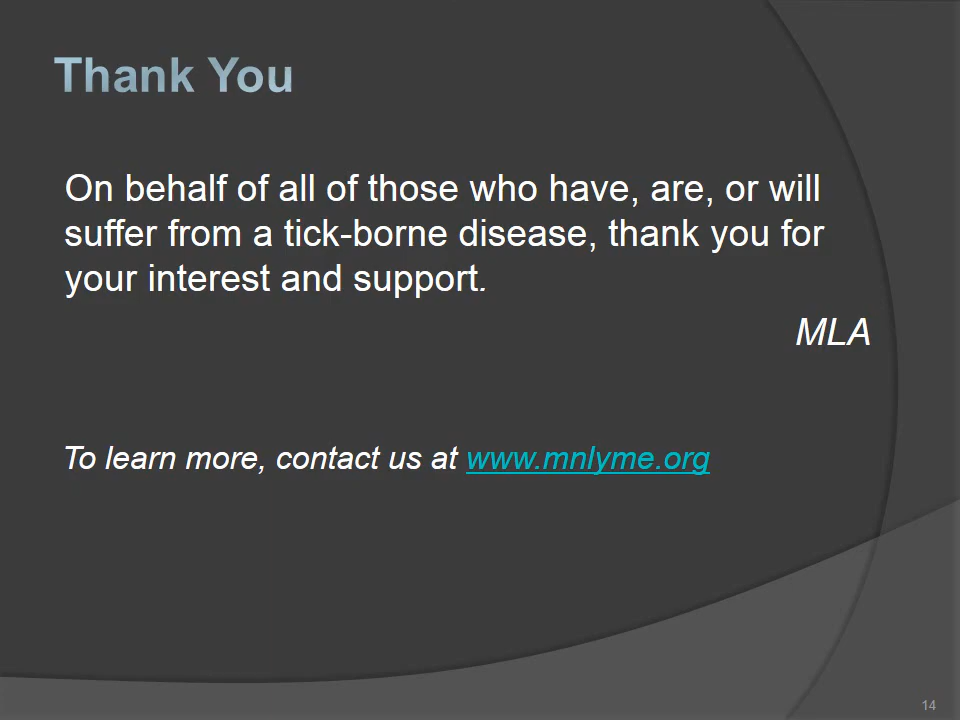 Thank You
On behalf of all of those who have, are, or will
suffer from a tick-borne disease, thank you for
your interest and support.
MLA
To learn more, contact us at www.mnlyme.org
14